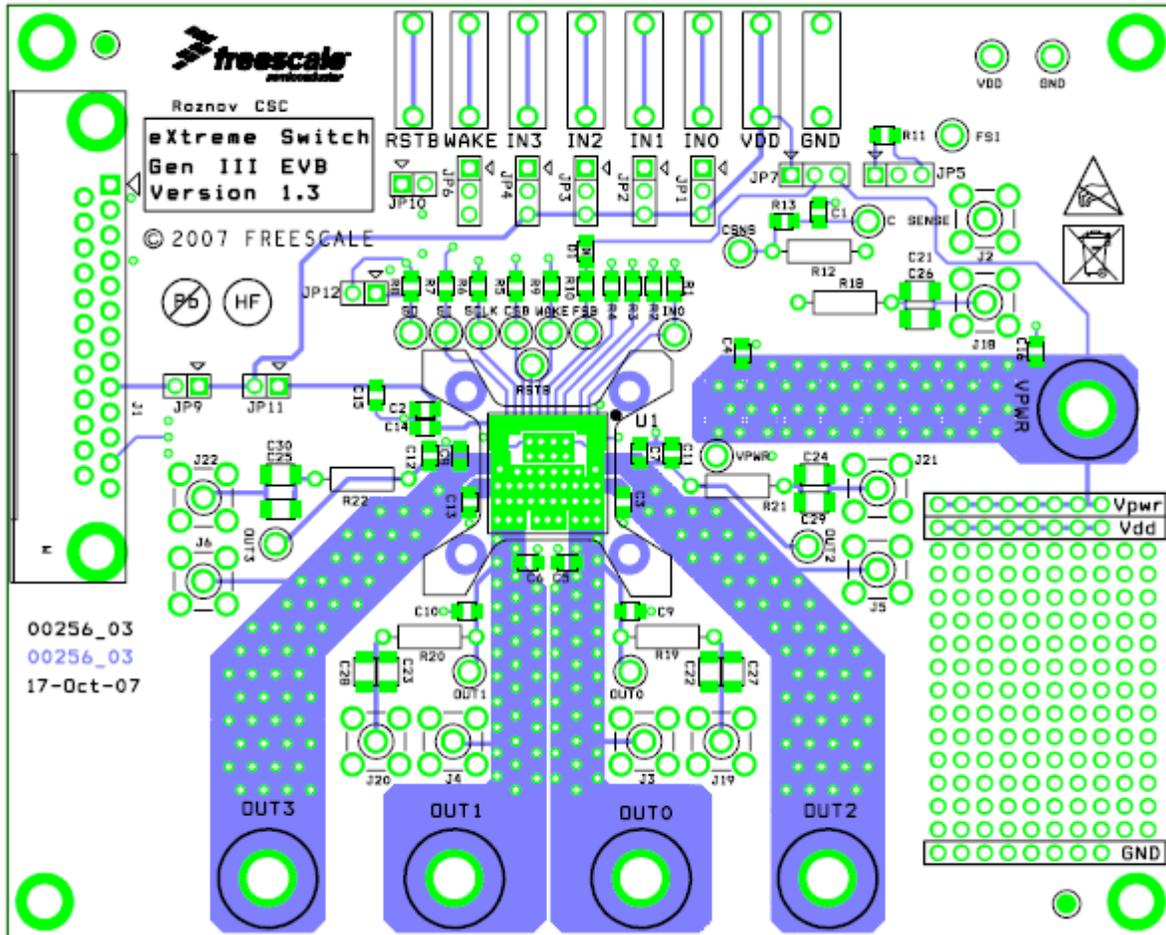 freescale
semiconductor
Roznov CSC
eXtreme Switch
Gen III EVB
Version 1.3
© 2007 FREESCALE
Pb
HF
RSTB WAKE IN3 IN2 IN1 IN0 VDD GND
VDD GND
R11
FSI
JP10
JP6
JP4
JP3
JP2
JP1
JP7
JP5
R13
C1
C
SENSE
J2
CSNS
R12
D1
C21
C26
R18
J18
JP12
R8
R7
R6
R5
R9
R10
R4
R3
R2
R1
SO
SI
SCLK
CSB
WAKE
FSB
IN0
RSTB
C4
C16
VPWR
J1
JP9
JP11
C15
C2
C14
U1
C12
C7
C11
VPWR
J22
C30
C25
R22
C13
C3
R21
C24
C29
J21
OUT3
OUT2
J6
J5
C6
C5
Vpwr
Vdd
C10
C9
R20
R19
C28
C23
C22
C27
OUT1
OUT0
00256_03
00256_03
17-Oct-07
J20
J4
J3
J19
OUT3
OUT1
OUT0
OUT2
GND